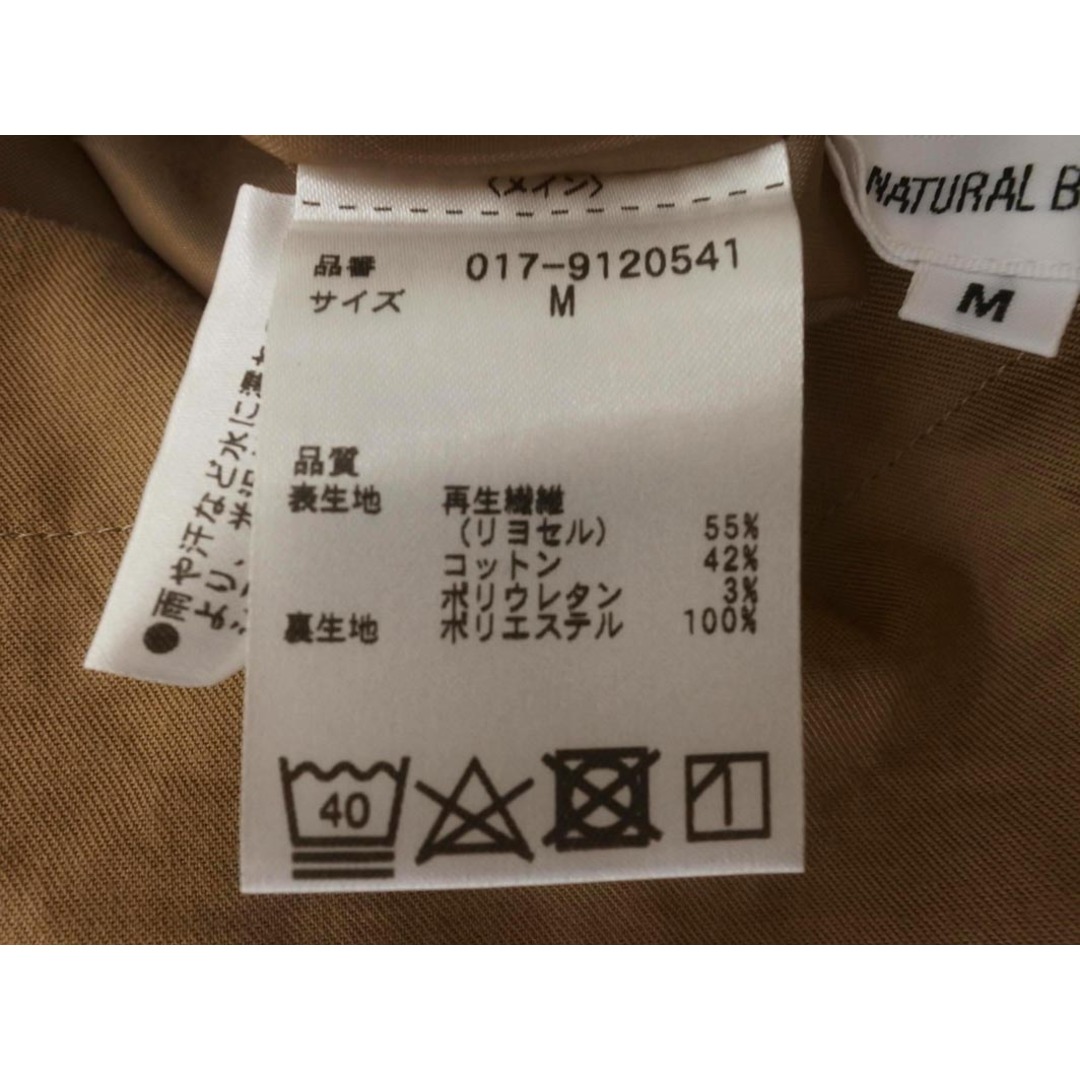 〈メイン〉
品番 017-9120541
サイズ M
品質
表生地 再生繊維
(リヨセル) 55%
コットン 42%
ポリウレタン 3%
裏生地 ポリエステル 100%
40
●雨や汗など水に濡
より、
NATURAL B
M